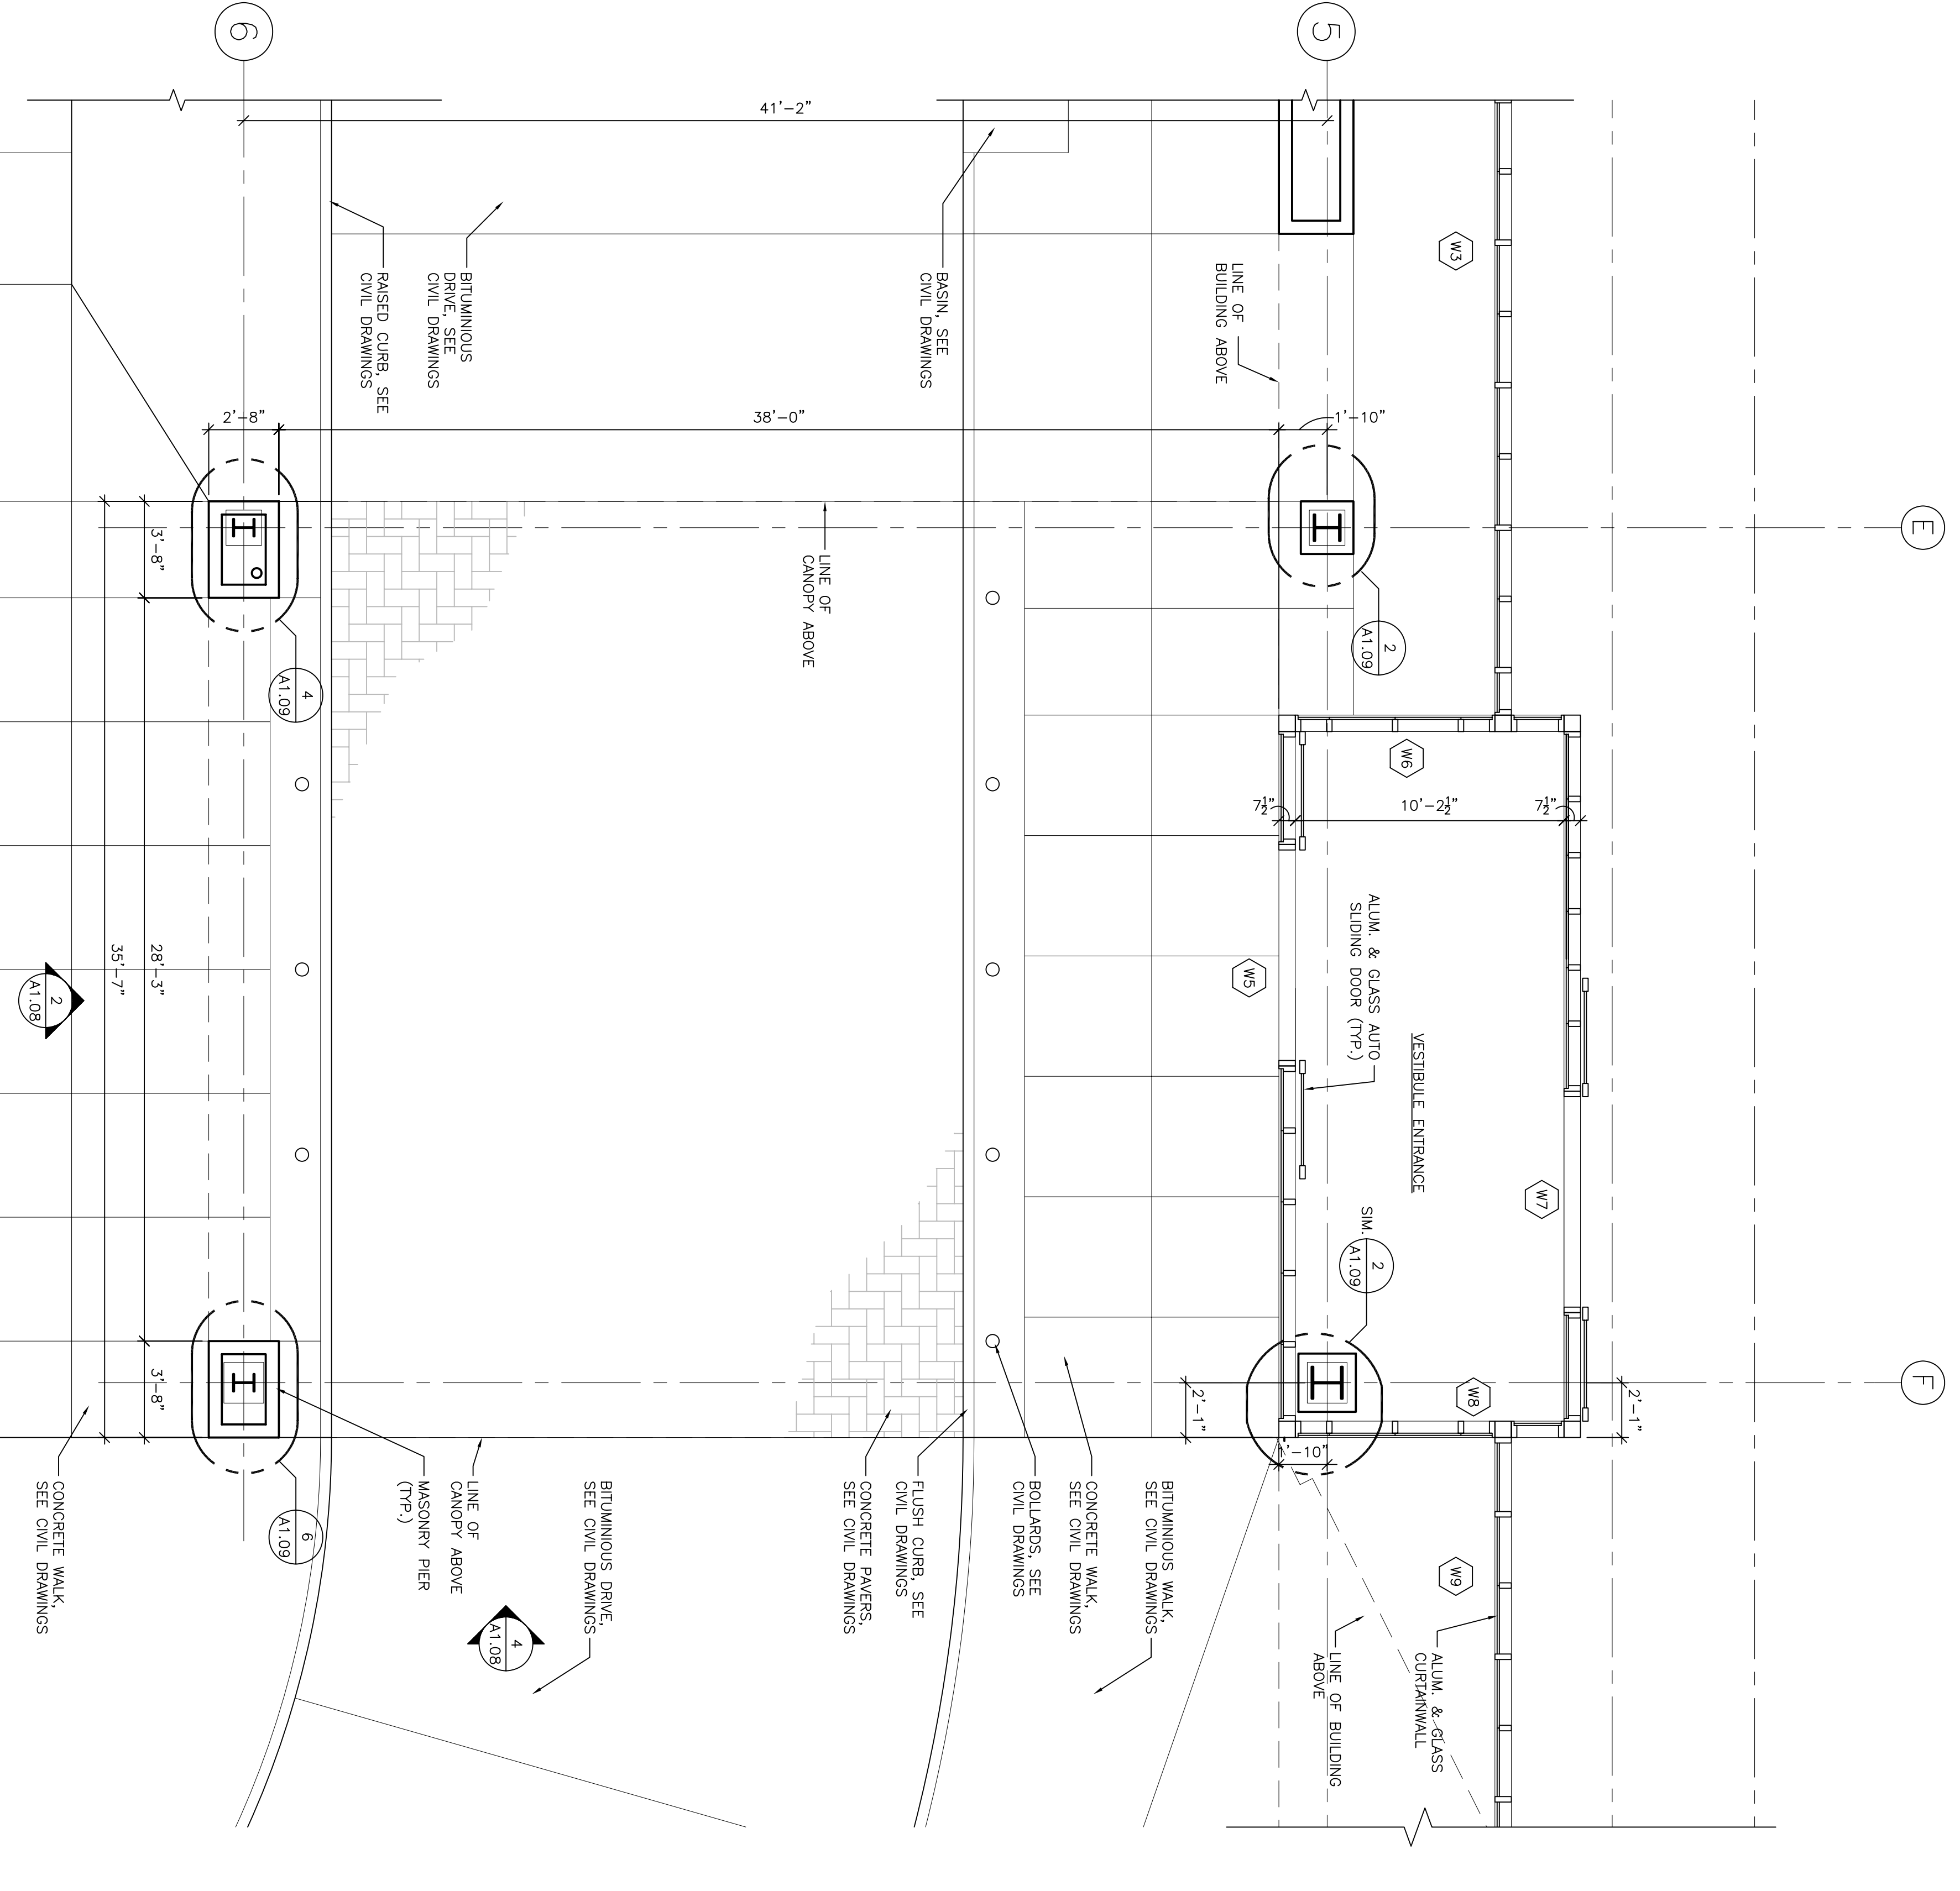 6
5
E
F
41'-2"
BASIN, SEE
CIVIL DRAWINGS
BITUMINIOUS
DRIVE, SEE
CIVIL DRAWINGS
RAISED CURB, SEE
CIVIL DRAWINGS
LINE OF
BUILDING ABOVE
W3
2'-8"
38'-0"
1'-10"
2
A1.09
4
A1.09
LINE OF
CANOPY ABOVE
3'-8"
28'-3"
35'-7"
3'-8"
2
A1.08
W6
7½"
10'-2½"
7½"
ALUM. & GLASS AUTO
SLIDING DOOR (TYP.)
VESTIBULE ENTRANCE
W5
W7
SIM.
2
A1.09
W8
2'-1"
2'-1"
1'-10"
W9
ALUM. & GLASS
CURTAINWALL
LINE OF BUILDING
ABOVE
BITUMINIOUS WALK,
SEE CIVIL DRAWINGS
CONCRETE WALK,
SEE CIVIL DRAWINGS
BOLLARDS, SEE
CIVIL DRAWINGS
FLUSH CURB, SEE
CIVIL DRAWINGS
CONCRETE PAVERS,
SEE CIVIL DRAWINGS
BITUMINIOUS DRIVE,
SEE CIVIL DRAWINGS
4
A1.08
LINE OF
CANOPY ABOVE
MASONRY PIER
(TYP.)
6
A1.09
CONCRETE WALK,
SEE CIVIL DRAWINGS